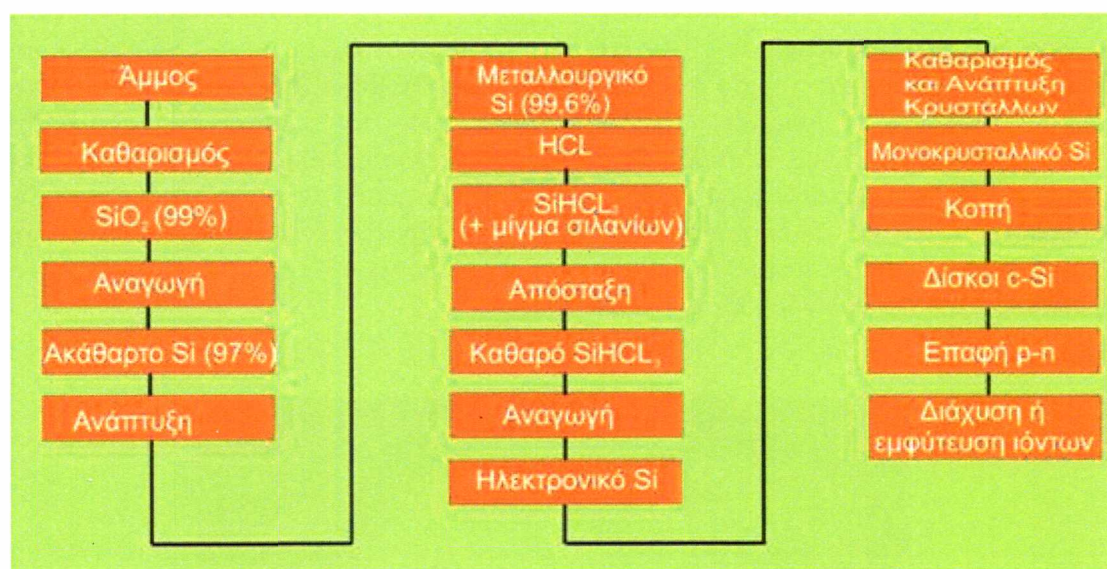 Άμμος
Καθαρισμός
SiO₂ (99%)
Αναγωγή
Ακάθαρτο Si (97%)
Ανάπτυξη
Μεταλλουργικό
Si (99.6%)
HCL
SiHCL₃
(+ μίγμα σιλανίων)
Απόσταξη
Καθαρό SiHCL₃
Αναγωγή
Ηλεκτρονικό Si
Καθαρισμός
και Ανάπτυξη
Κρυστάλλων
Μονοκρυσταλλικό Si
Κοπή
Δίσκοι c-Si
Επαφή p-n
Διάχυση ή
εμφύτευση ιόντων